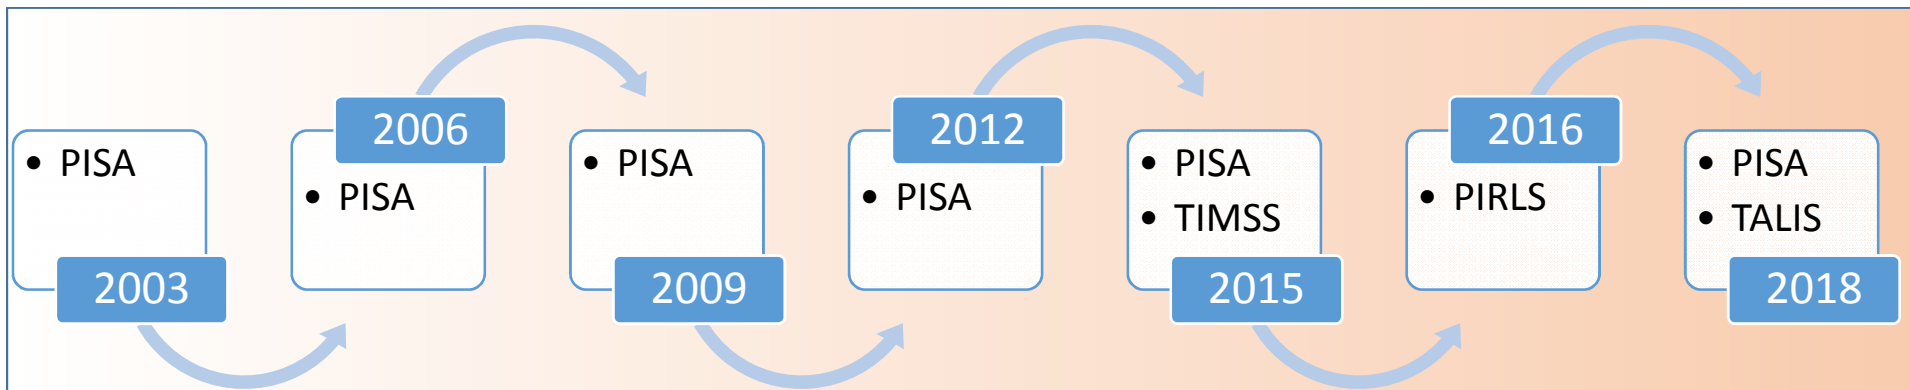 • PISA
2003
2006
• PISA
• PISA
2009
2012
• PISA
• PISA
• TIMSS
2015
2016
• PIRLS
• PISA
• TALIS
2018